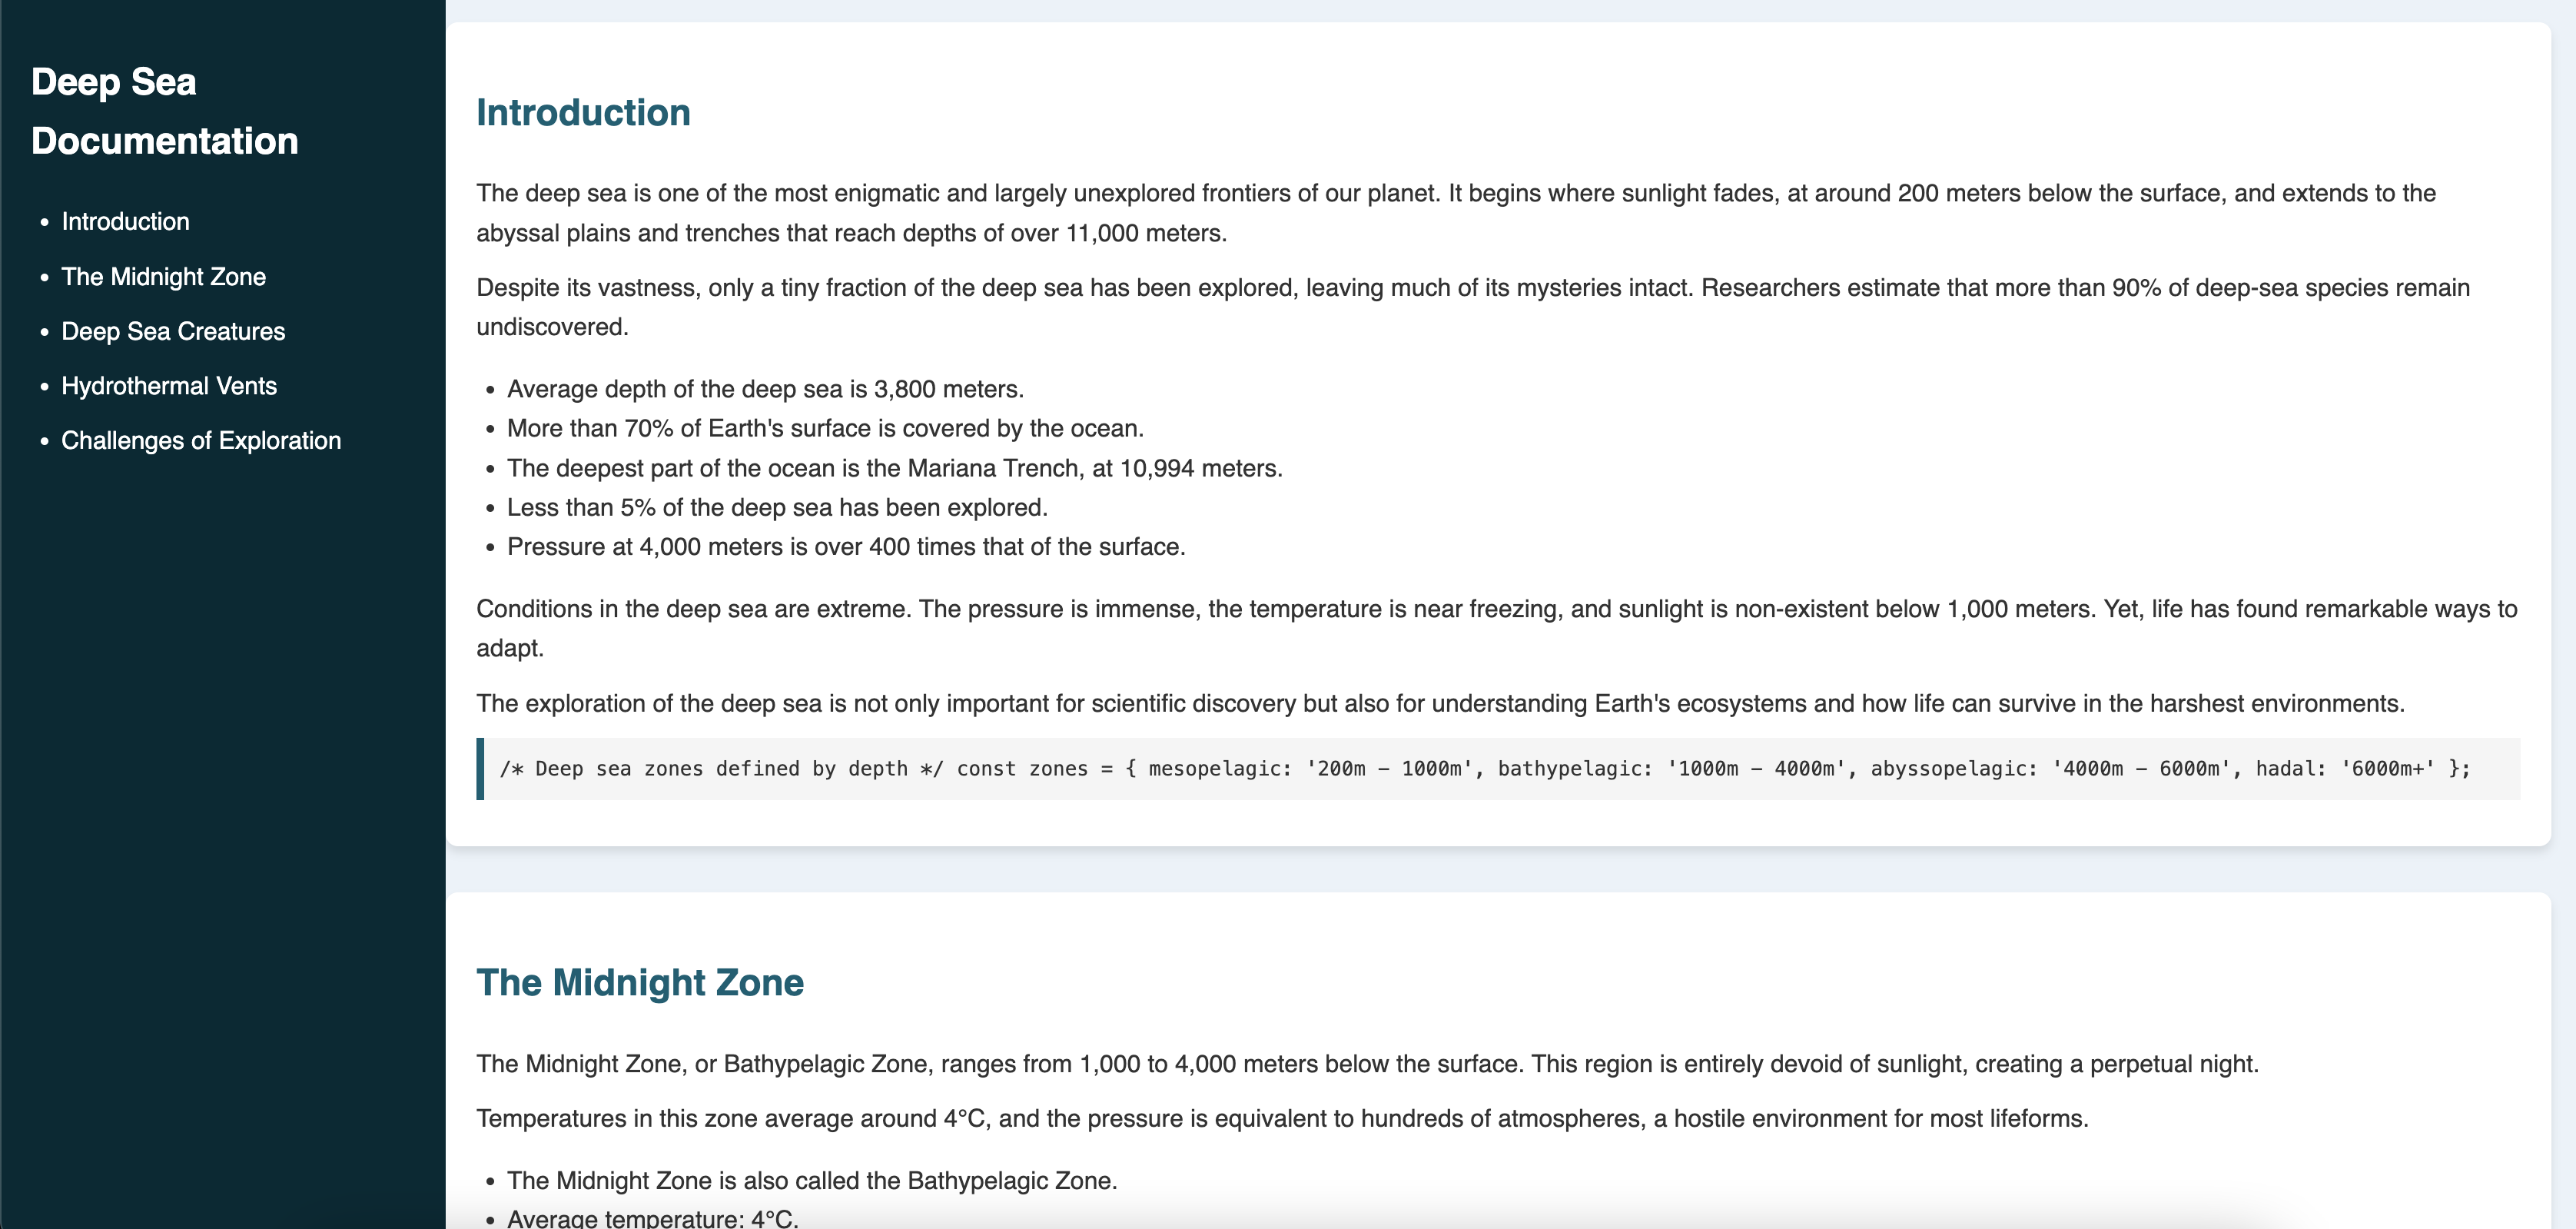 Deep Sea
Documentation
• Introduction
• The Midnight Zone
• Deep Sea Creatures
• Hydrothermal Vents
• Challenges of Exploration
Introduction
The deep sea is one of the most enigmatic and largely unexplored frontiers of our planet. It begins where sunlight fades, at around 200 meters below the surface, and extends to the
abyssal plains and trenches that reach depths of over 11,000 meters.
Despite its vastness, only a tiny fraction of the deep sea has been explored, leaving much of its mysteries intact. Researchers estimate that more than 90% of deep-sea species remain
undiscovered.
• Average depth of the deep sea is 3,800 meters.
• More than 70% of Earth's surface is covered by the ocean.
• The deepest part of the ocean is the Mariana Trench, at 10,994 meters.
• Less than 5% of the deep sea has been explored.
• Pressure at 4,000 meters is over 400 times that of the surface.
Conditions in the deep sea are extreme. The pressure is immense, the temperature is near freezing, and sunlight is non-existent below 1,000 meters. Yet, life has found remarkable ways to
adapt.
The exploration of the deep sea is not only important for scientific discovery but also for understanding Earth's ecosystems and how life can survive in the harshest environments.
/* Deep sea zones defined by depth */ const zones = { mesopelagic: '200m – 1000m', bathypelagic: '1000m – 4000m', abyssopelagic: '4000m – 6000m', hadal: '6000m+' };
The Midnight Zone
The Midnight Zone, or Bathypelagic Zone, ranges from 1,000 to 4,000 meters below the surface. This region is entirely devoid of sunlight, creating a perpetual night.
Temperatures in this zone average around 4°C, and the pressure is equivalent to hundreds of atmospheres, a hostile environment for most lifeforms.
• The Midnight Zone is also called the Bathypelagic Zone.
• Average temperature: 4°C.